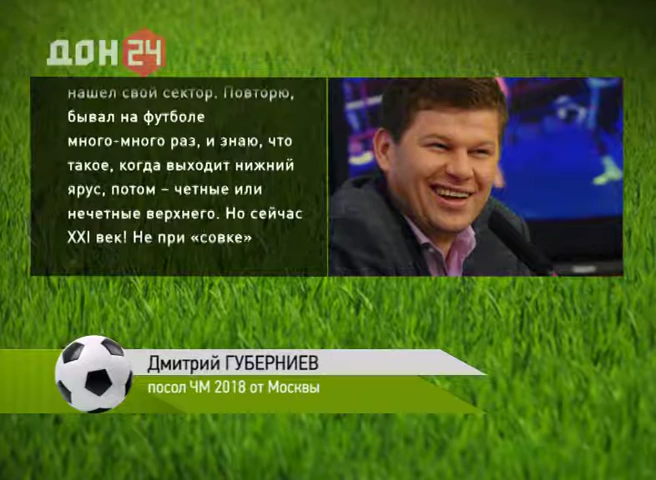 ДОН 24
нашел свой сектор. Повторю,
бывал на футболе
много-много раз, и знаю, что
такое, когда выходит нижний
ярус, потом – четные или
нечетные верхнего. Но сейчас
XXI век! Не при «совке»
Дмитрий ГУБЕРНИЕВ
посол ЧМ 2018 от Москвы